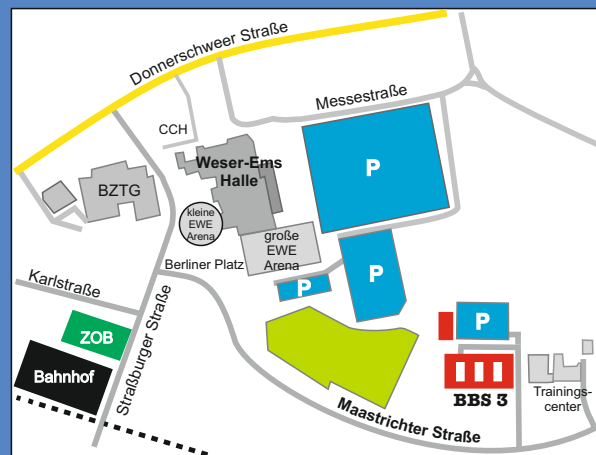 Donnerschweer Straße
Messestraße
CCH
Weser-Ems
Halle
P
BZTG
kleine
EWE
Arena
große
EWE
Arena
P
Berliner Platz
Karlstraße
P
ZOB
P
Straßburger Straße
Bahnhof
BBS 3
Trainings-
center
Maastrichter Straße